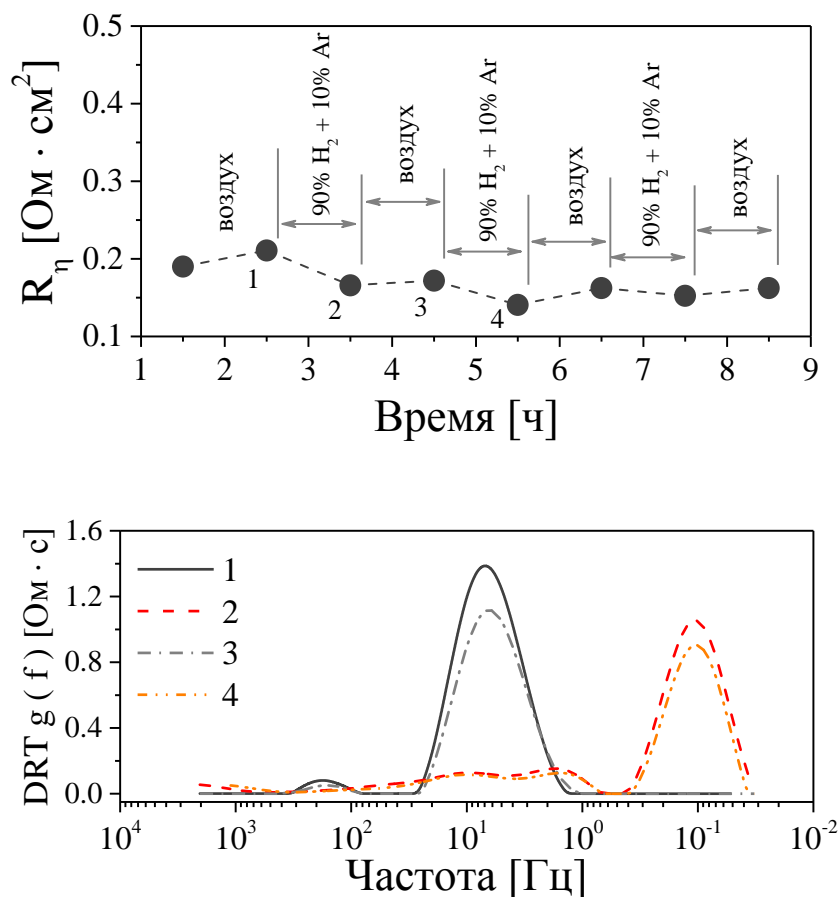 0.5
0.4
0.3
0.2
0.1
R_η [Ом · см²]
воздух
90% H₂ + 10% Ar
воздух
90% H₂ + 10% Ar
воздух
90% H₂ + 10% Ar
воздух
1
2
3
4
1 2 3 4 5 6 7 8 9
Время [ч]
1.6
1.2
0.8
0.4
0.0
DRT g ( f ) [Ом · с]
1
2
3
4
10⁴ 10³ 10² 10¹ 10⁰ 10⁻¹ 10⁻²
Частота [Гц]